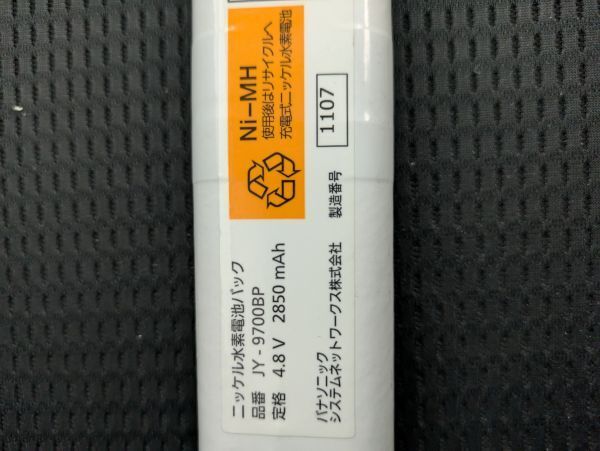 ニッケル水素電池パック
品番 JY-9700BP
定格 4.8 V 2850 mAh
Ni-MH
使用後はリサイクルへ
充電式ニッケル水素電池
パナソニック
システムネットワークス株式会社
製造番号 1107